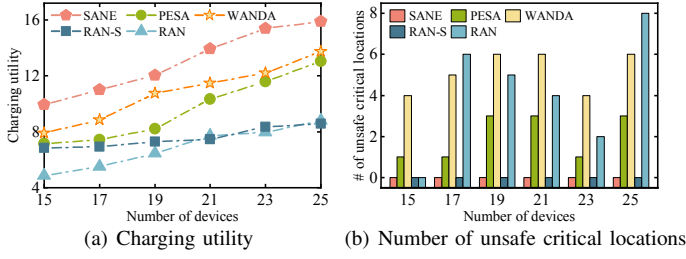 SANE PESA WANDA
RAN-S RAN
16
12
8
4
Charging utility
15 17 19 21 23 25
Number of devices
(a) Charging utility
SANE PESA WANDA
RAN-S RAN
8
6
4
2
0
# of unsafe critical locations
15 17 19 21 23 25
Number of devices
(b) Number of unsafe critical locations